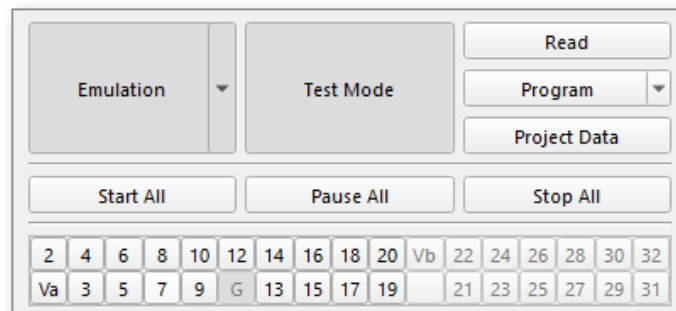 Emulation
Test Mode
Read
Program
Project Data
Start All Pause All Stop All
2 4 6 8 10 12 14 16 18 20 Vb 22 24 26 28 30 32
Va 3 5 7 9 G 13 15 17 19 21 23 25 27 29 31